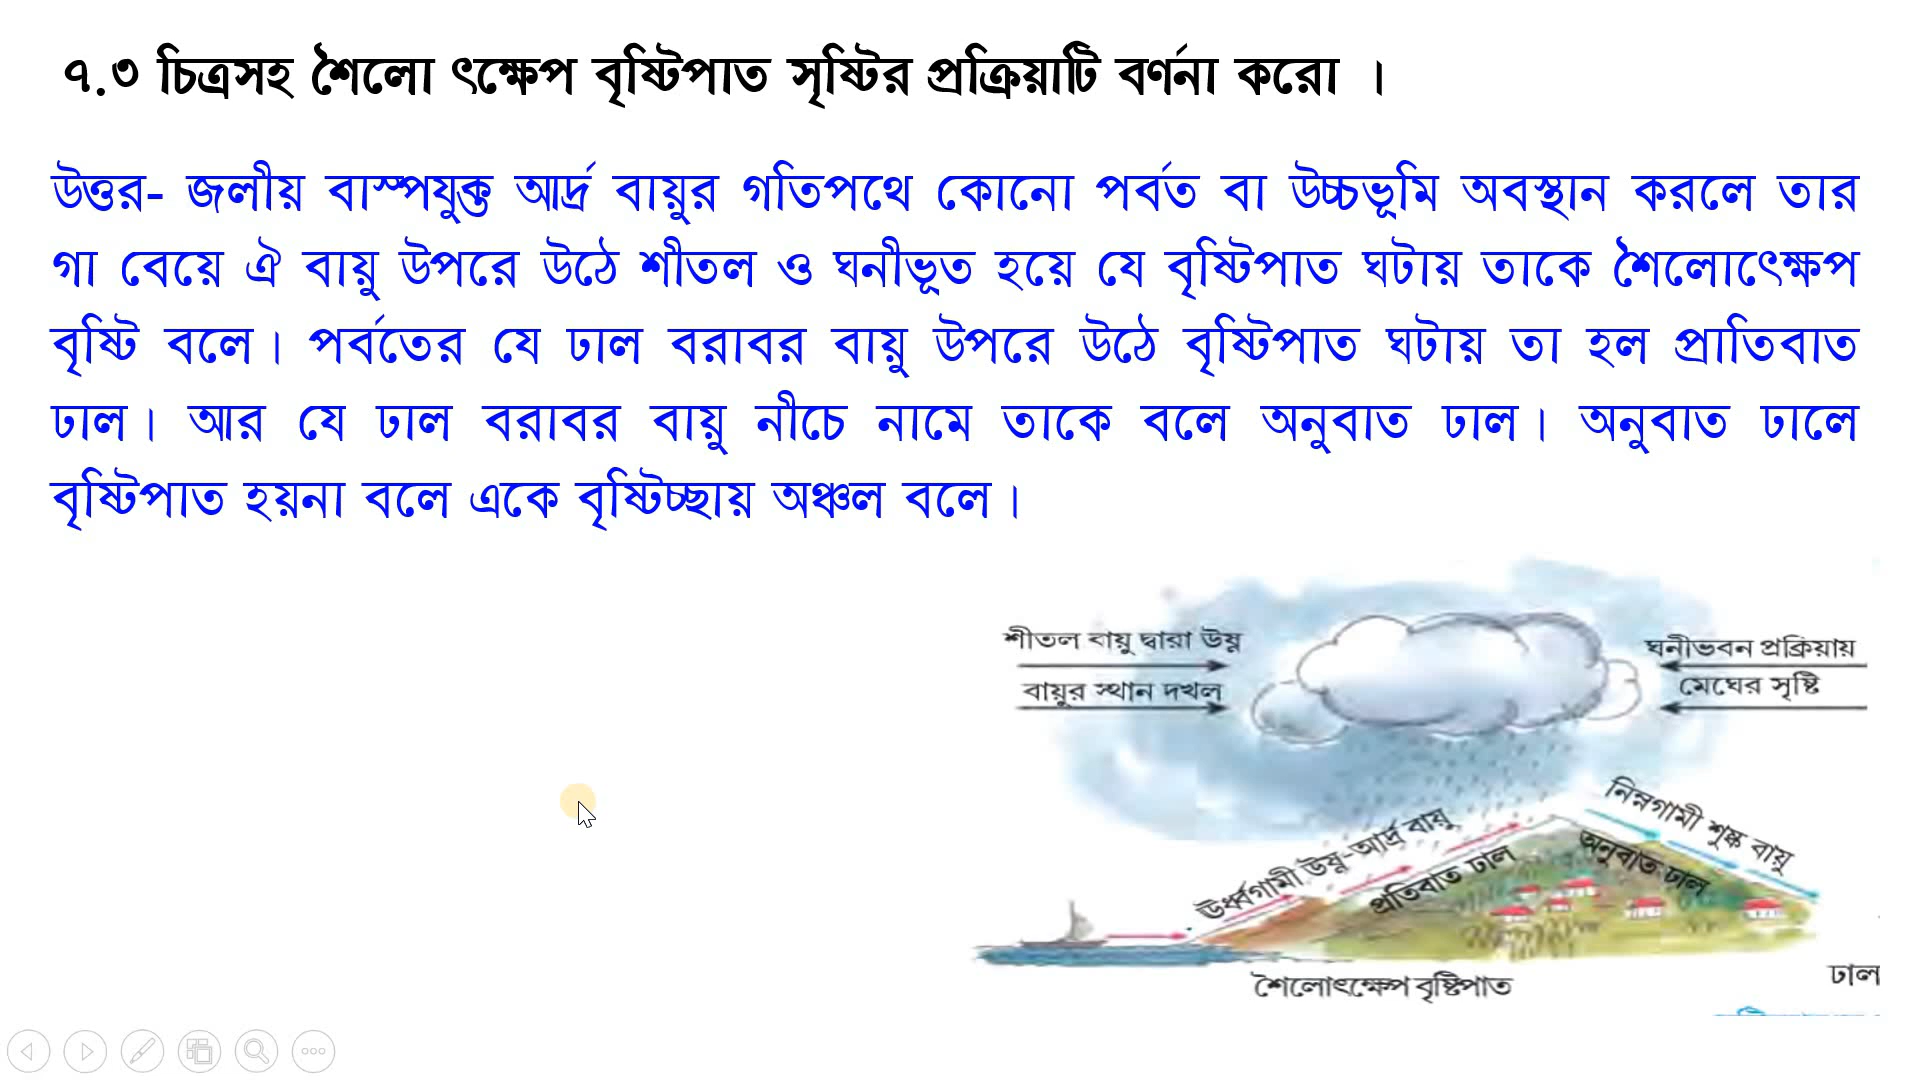 ৭.৩ চিত্রসহ শৈলো ৎক্ষেপ বৃষ্টিপাত সৃষ্টির প্রক্রিয়াটি বর্ণনা করো ।
উত্তর- জলীয় বাস্পযুক্ত আর্দ্র বায়ুর গতিপথে কোনো পর্বত বা উচ্চভূমি অবস্থান করলে তার
গা বেয়ে ঐ বায়ু উপরে উঠে শীতল ও ঘনীভূত হয়ে যে বৃষ্টিপাত ঘটায় তাকে শৈলোৎেক্ষপ
বৃষ্টি বলে। পর্বতের যে ঢাল বরাবর বায়ু উপরে উঠে বৃষ্টিপাত ঘটায় তা হল প্রাতিবাত
ঢাল। আর যে ঢাল বরাবর বায়ু নীচে নামে তাকে বলে অনুবাত ঢাল। অনুবাত ঢালে
বৃষ্টিপাত হয়না বলে একে বৃষ্টিচ্ছায় অঞ্চল বলে।
শীতল বায়ু দ্বারা উষ্ণ
বায়ুর স্থান দখল
ঘনীভবন প্রক্রিয়ায়
মেঘের সৃষ্টি
নিম্নগামী শুষ্ক বায়ু
ঊর্ধ্বগামী উষ্ণ-আর্দ্র বায়ু
প্রতিবাত ঢাল
অনুবাত ঢাল
শৈলোৎক্ষেপ বৃষ্টিপাত
ঢাল